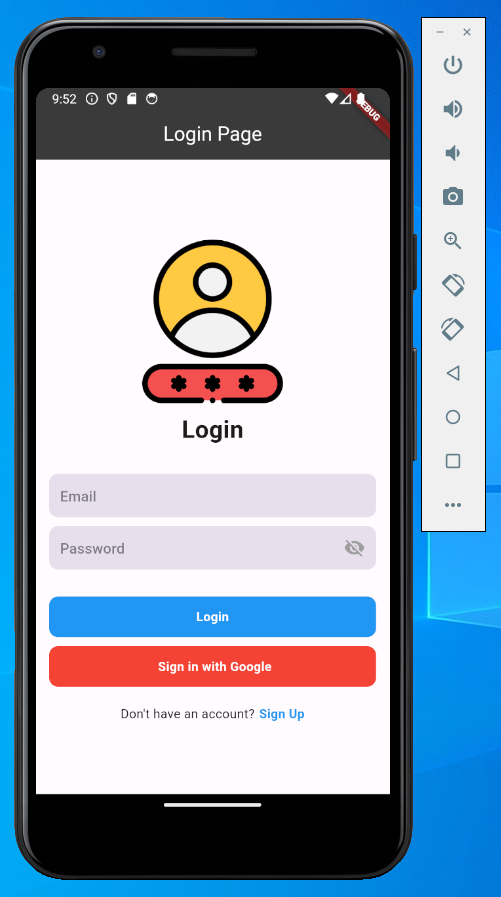 9:52
DEBUG
Login Page
Login
Email
Password
Login
Sign in with Google
Don't have an account? Sign Up